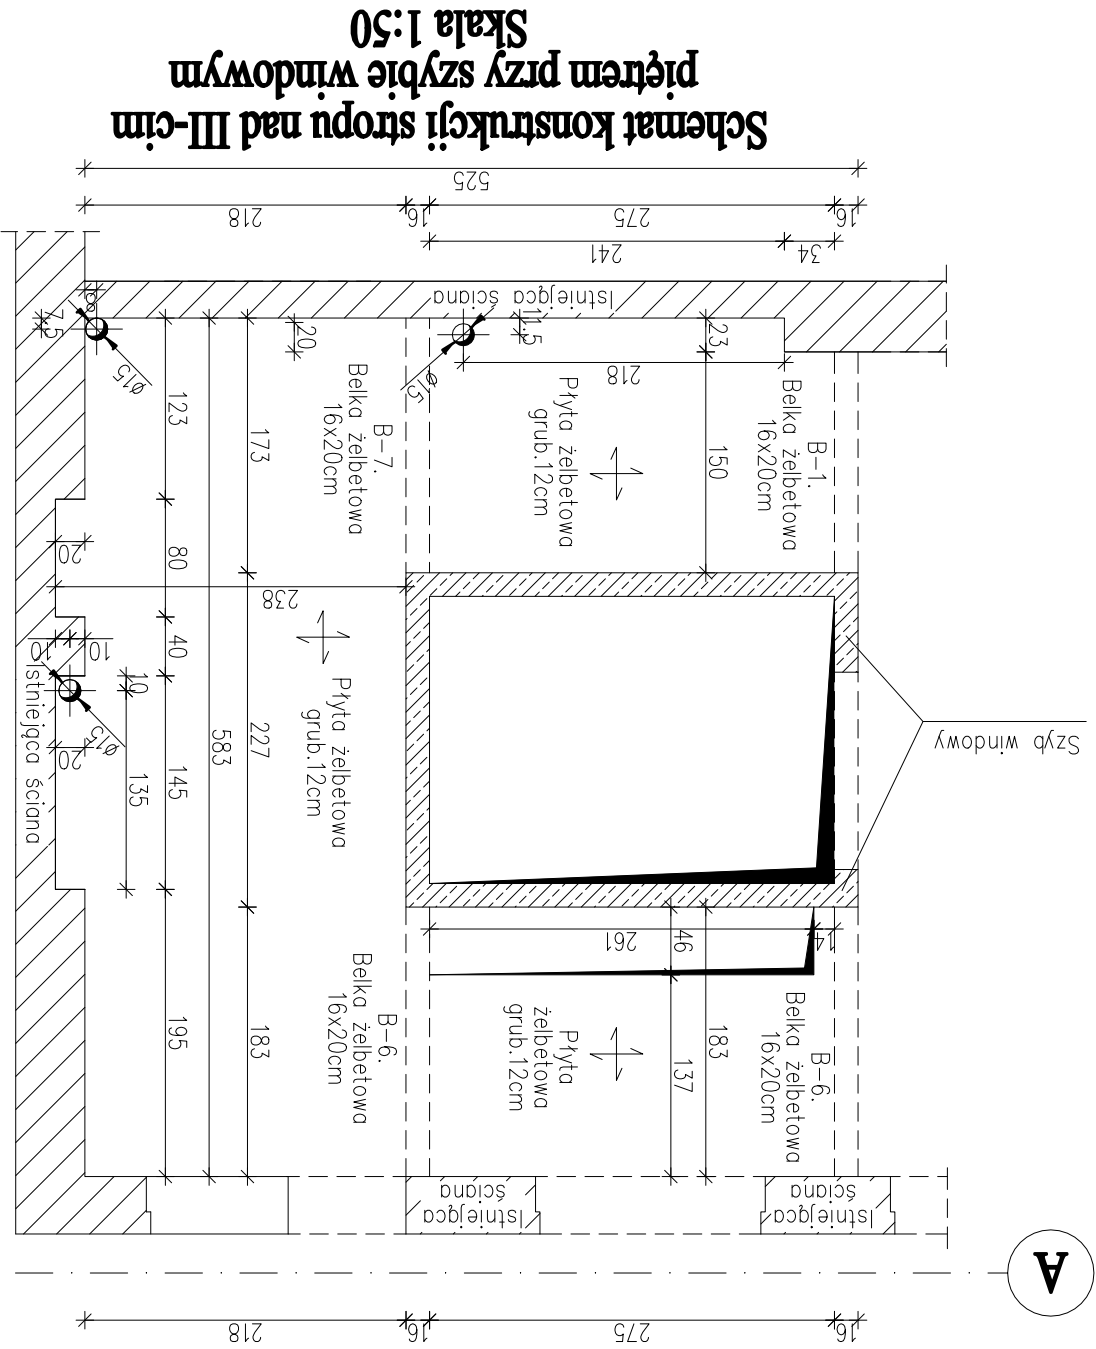 16
275
16
218
A
Istniejąca
ściana
Istniejąca
ściana
B-6.
Belka żelbetowa
16x20cm
Płyta
żelbetowa
grub.12cm
B-6.
Belka żelbetowa
16x20cm
183
137
183
195
14
261
46
Szyb windowy
Płyta żelbetowa
grub.12cm
227
583
145
135
20
Istniejąca ściana
ø15
10
40
10
10
238
80
20
B-1.
Belka żelbetowa
16x20cm
150
Płyta żelbetowa
grub.12cm
B-7.
Belka żelbetowa
16x20cm
173
123
218
ø15
ø15
23
11.5
20
7.5
8
Istniejąca
ściana
34
241
16
275
16
218
525
Schemat konstrukcji stropu nad III-cim
piętrem przy szybie windowym
Skala 1:50